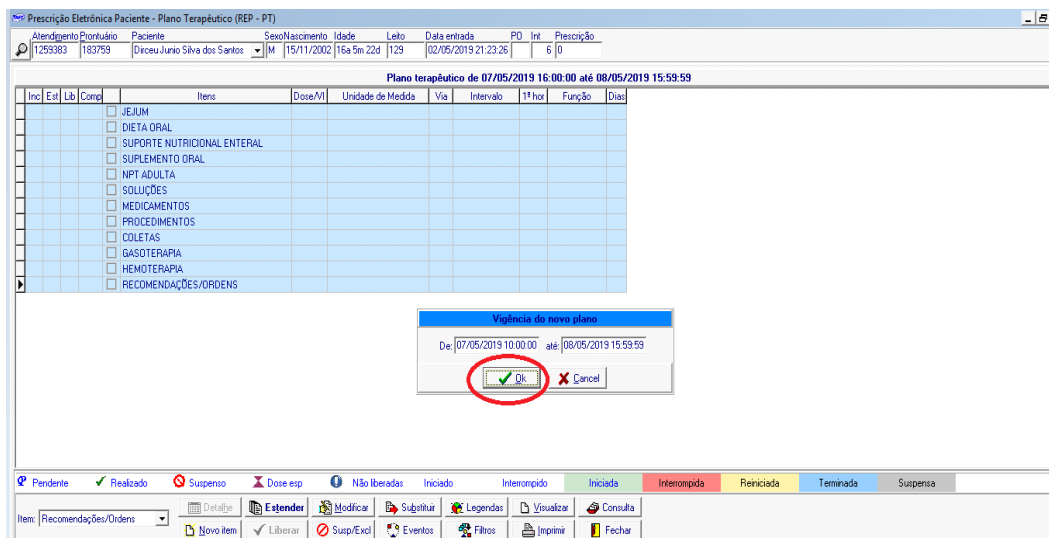 Prescrição Eletrônica Paciente - Plano Terapêutico (REP - PT)
Atendimento Prontuário Paciente Sexo Nascimento Idade Leito Data entrada PO Int Prescrição
1259383 183759 Dirceu Junio Silva dos Santos M 15/11/2002 16a 5m 22d 129 02/05/2019 21:23:26 6 0
Plano terapêutico de 07/05/2019 16:00:00 até 08/05/2019 15:59:59
Inc Est Lib Comp Itens Dose/Vl Unidade de Medida Via Intervalo 1ª hor Função Dias
JEJUM
DIETA ORAL
SUPORTE NUTRICIONAL ENTERAL
SUPLEMENTO ORAL
NPT ADULTA
SOLUÇÕES
MEDICAMENTOS
PROCEDIMENTOS
COLETAS
GASOTERAPIA
HEMOTERAPIA
RECOMENDAÇÕES/ORDENS
Vigência do novo plano
De: 07/05/2019 10:00:00 até: 08/05/2019 15:59:59
Ok Cancel
Pendente Realizado Suspenso Dose esp Não liberadas Iniciado Interrompido Iniciada Interrompida Reiniciada Terminada Suspensa
Detalhe Estender Modificar Substituir Legendas Visualizar Consulta
Item: Recomendações/Ordens
Novo item Liberar Susp/Excl Eventos Filtros Imprimir Fechar